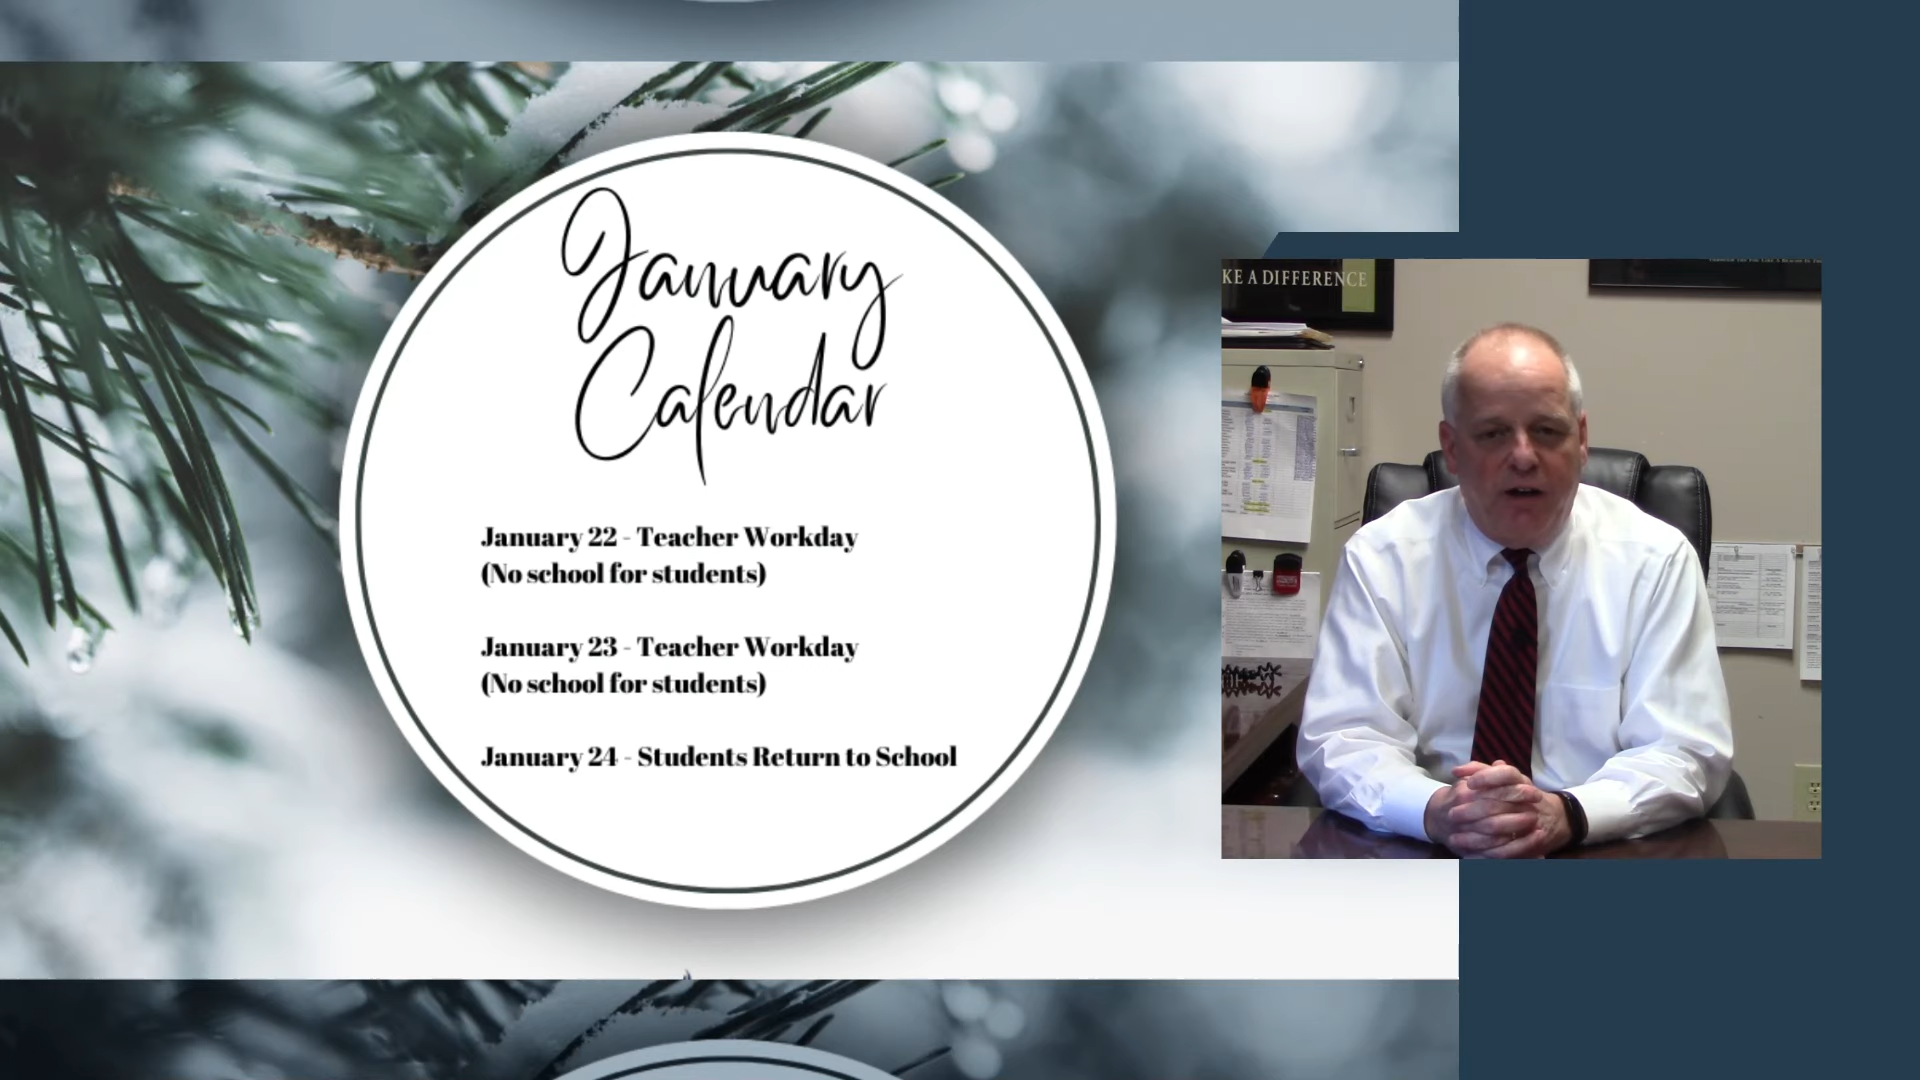 January
Calendar
January 22 - Teacher Workday
(No school for students)
January 23 - Teacher Workday
(No school for students)
January 24 - Students Return to School
KE A DIFFERENCE